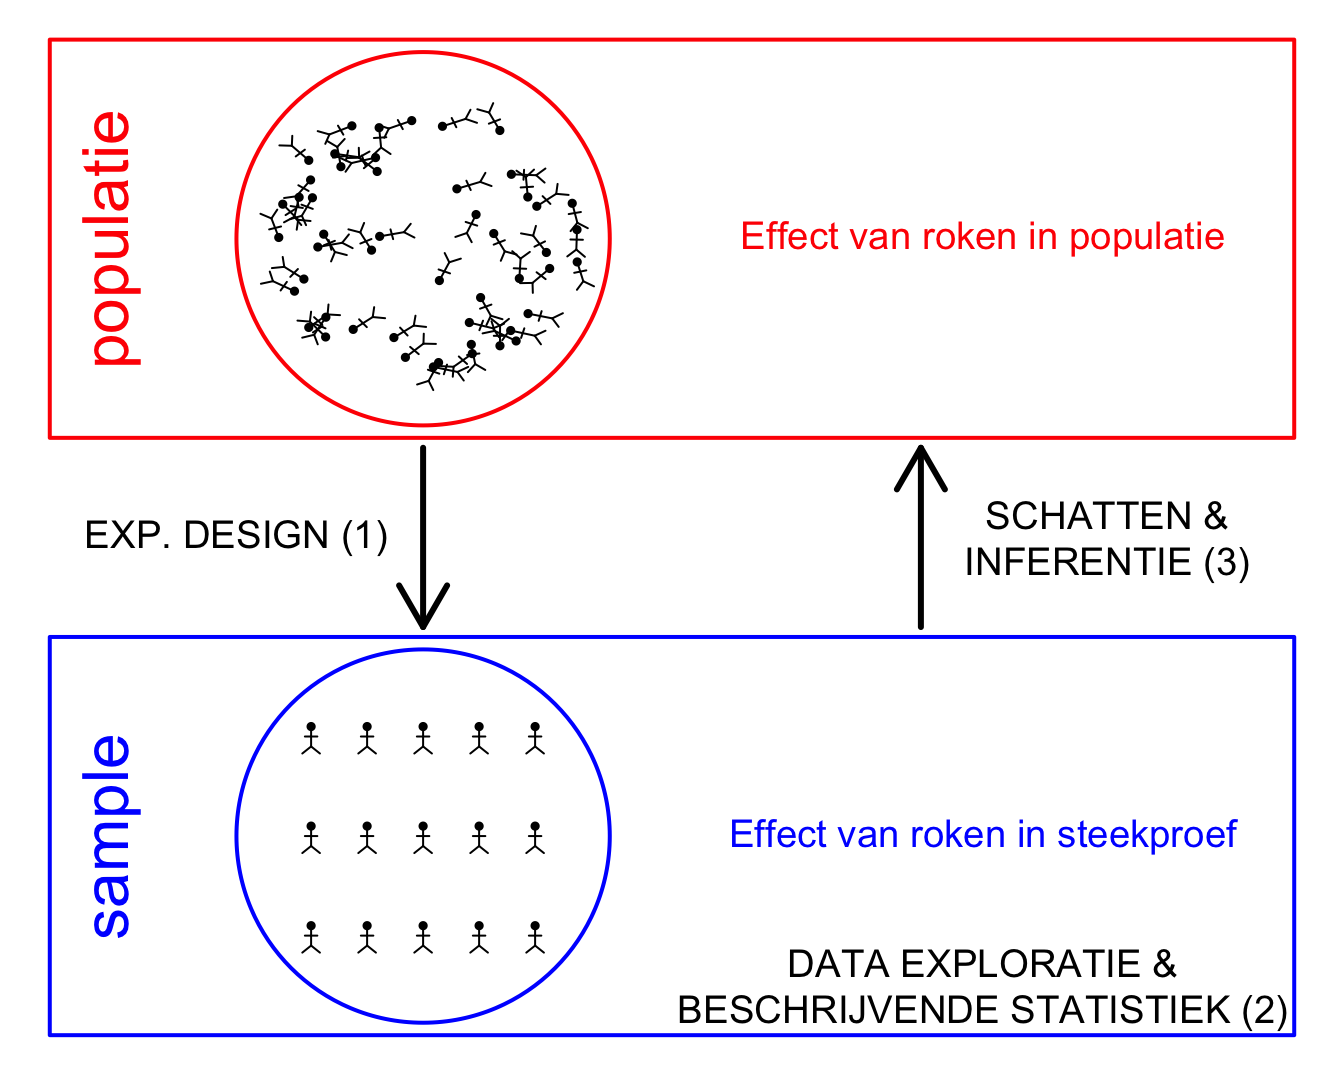 populatie
Effect van roken in populatie
EXP. DESIGN (1)
SCHATTEN &
INFERENTIE (3)
sample
Effect van roken in steekproef
DATA EXPLORATIE &
BESCHRIJVENDE STATISTIEK (2)